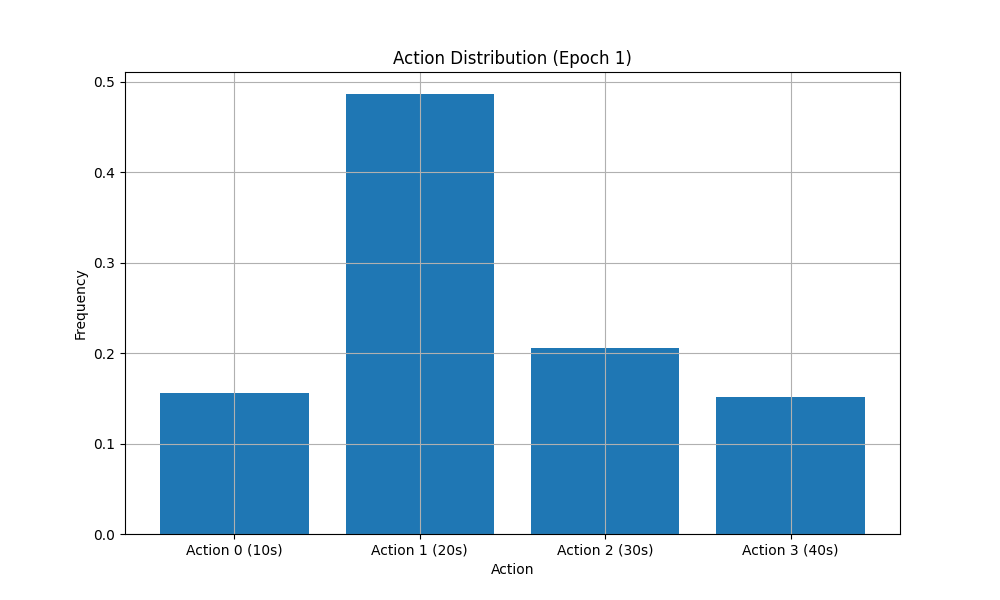 Action Distribution (Epoch 1)
0.5
0.4
0.3
0.2
0.1
0.0
Frequency
Action 0 (10s) Action 1 (20s) Action 2 (30s) Action 3 (40s)
Action